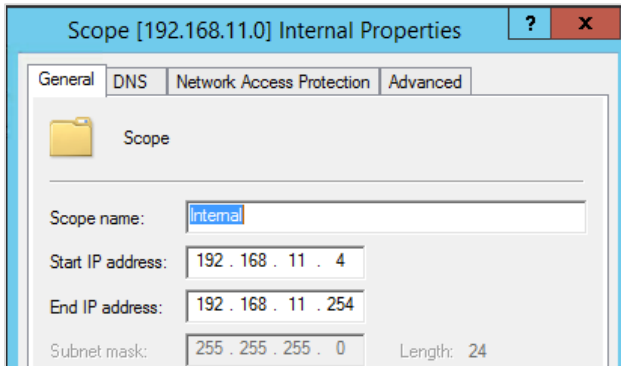 Scope [192.168.11.0] Internal Properties ? x
General DNS Network Access Protection Advanced
Scope
Scope name: Internal
Start IP address: 192 . 168 . 11 . 4
End IP address: 192 . 168 . 11 . 254
Subnet mask: 255 . 255 . 255 . 0 Length: 24